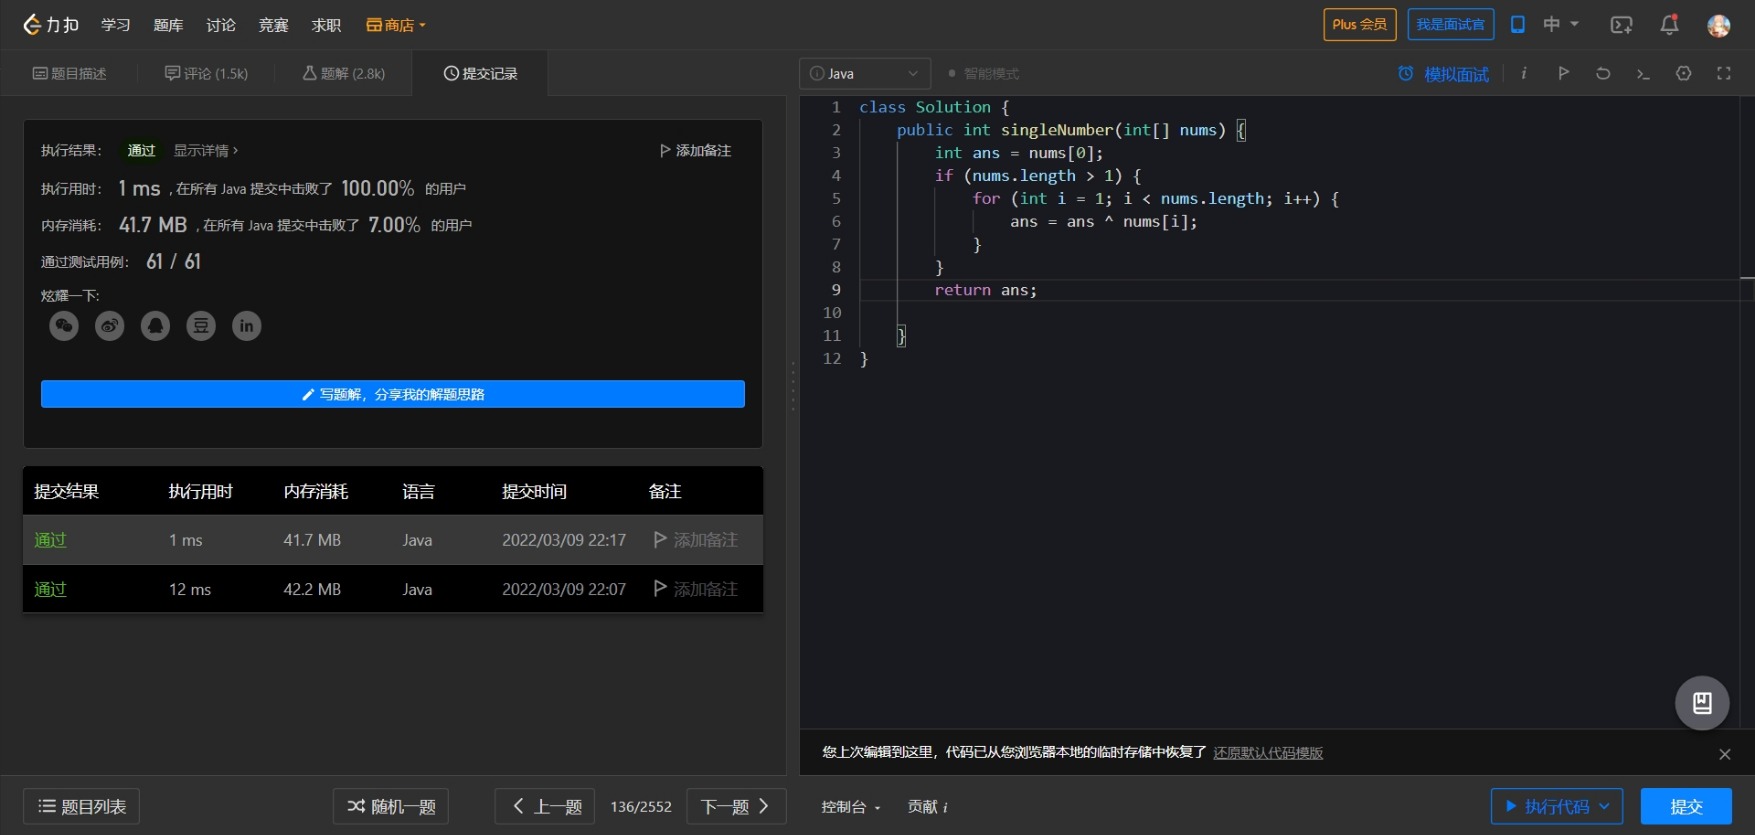 力扣 学习 题库 讨论 竞赛 求职 商店
Plus 会员 我是面试官 中
题目描述 评论 (1.5k) 题解 (2.8k) 提交记录
执行结果： 通过 显示详情 >
添加备注
执行用时： 1 ms , 在所有 Java 提交中击败了 100.00% 的用户
内存消耗： 41.7 MB , 在所有 Java 提交中击败了 7.00% 的用户
通过测试用例： 61 / 61
炫耀一下:
豆 in
写题解，分享我的解题思路
提交结果 执行用时 内存消耗 语言 提交时间 备注
通过 1 ms 41.7 MB Java 2022/03/09 22:17 添加备注
通过 12 ms 42.2 MB Java 2022/03/09 22:07 添加备注
题目列表 随机一题 上一题 136/2552 下一题
Java 智能模式 模拟面试 i
1 class Solution {
2 public int singleNumber(int[] nums) {
3 int ans = nums[0];
4 if (nums.length > 1) {
5 for (int i = 1; i < nums.length; i++) {
6 ans = ans ^ nums[i];
7 }
8 }
9 return ans;
10
11 }
12 }
您上次编辑到这里，代码已从您浏览器本地的临时存储中恢复了 还原默认代码模版
控制台 贡献 i 执行代码 提交